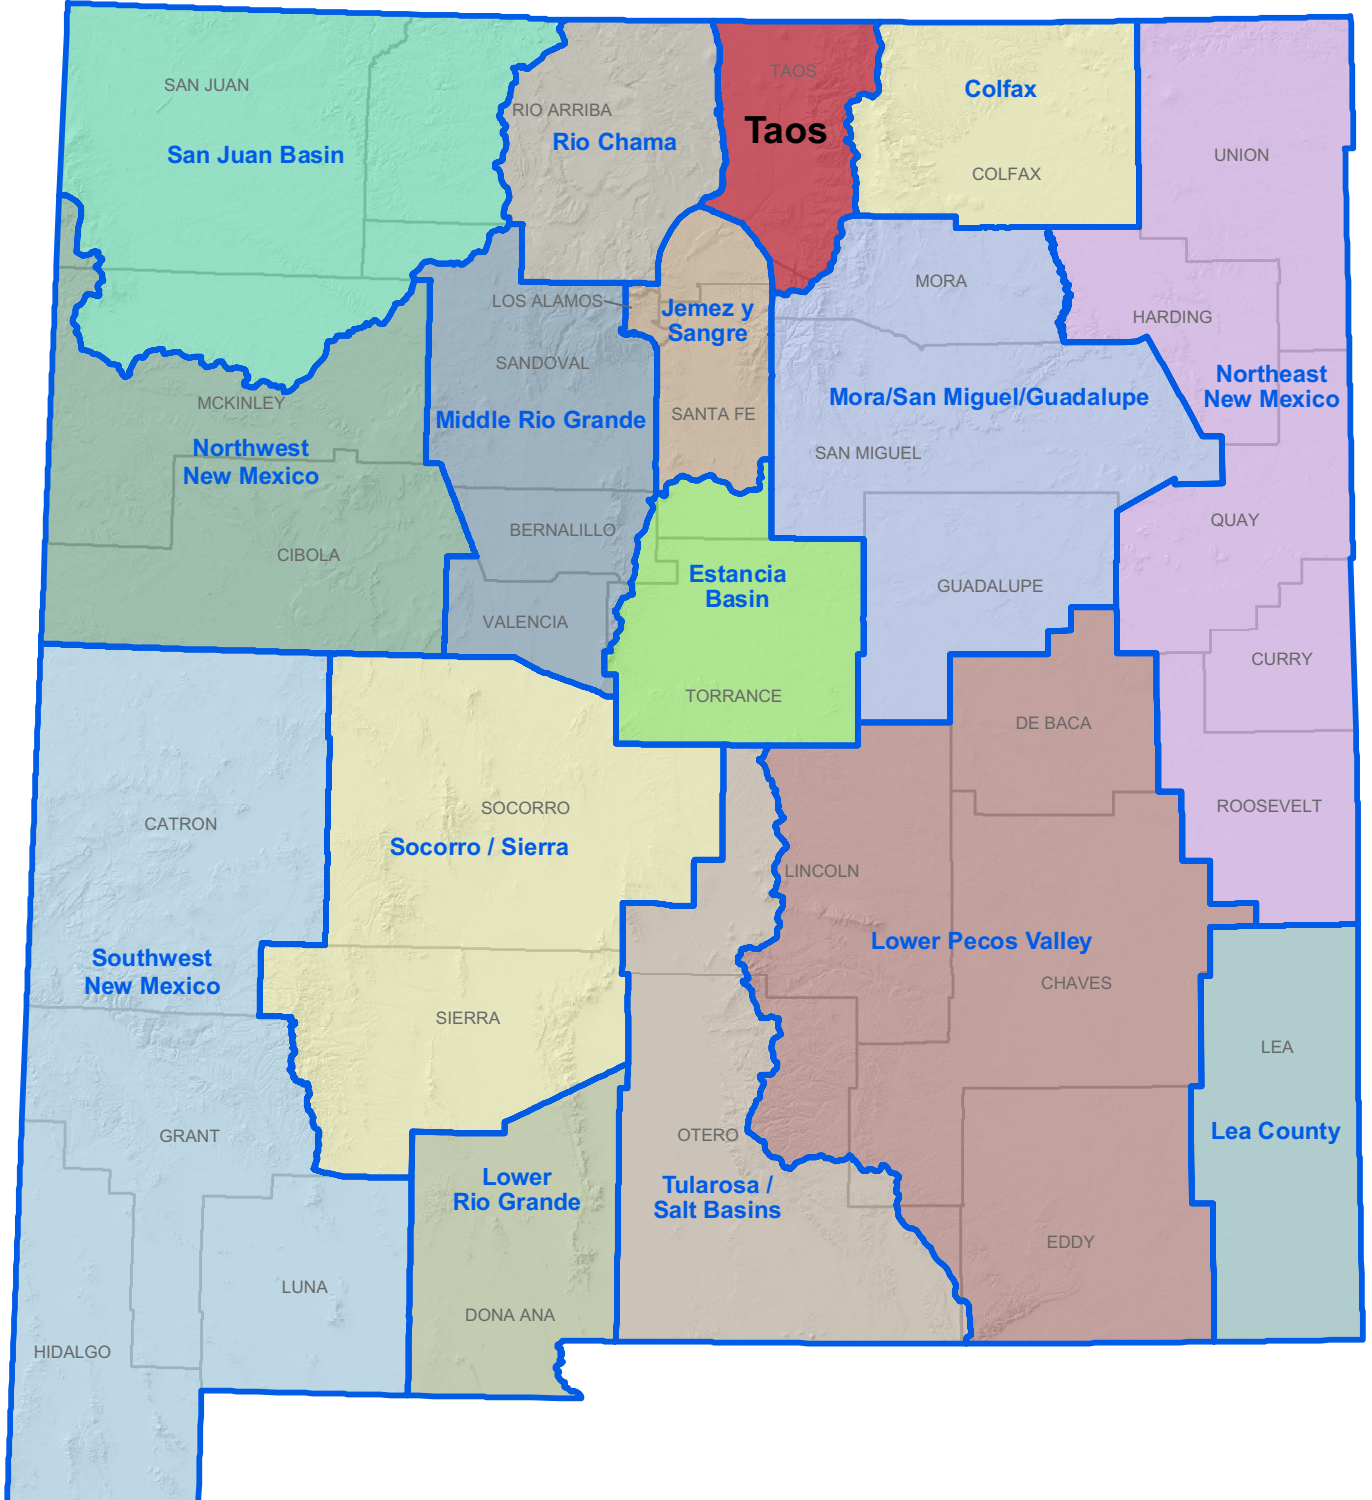 TAOS
Taos
Colfax
COLFAX
SAN JUAN
San Juan Basin
RIO ARRIBA
Rio Chama
UNION
MORA
HARDING
LOS ALAMOS
Jemez y
Sangre
SANDOVAL
Middle Rio Grande
SANTA FE
Mora/San Miguel/Guadalupe
SAN MIGUEL
Northeast
New Mexico
MCKINLEY
Northwest
New Mexico
CIBOLA
BERNALILLO
VALENCIA
Estancia
Basin
TORRANCE
GUADALUPE
QUAY
CURRY
DE BACA
ROOSEVELT
CATRON
SOCORRO
Socorro / Sierra
LINCOLN
Lower Pecos Valley
CHAVES
Southwest
New Mexico
SIERRA
LEA
Lea County
GRANT
Lower
Rio Grande
OTERO
Tularosa /
Salt Basins
EDDY
LUNA
DONA ANA
HIDALGO